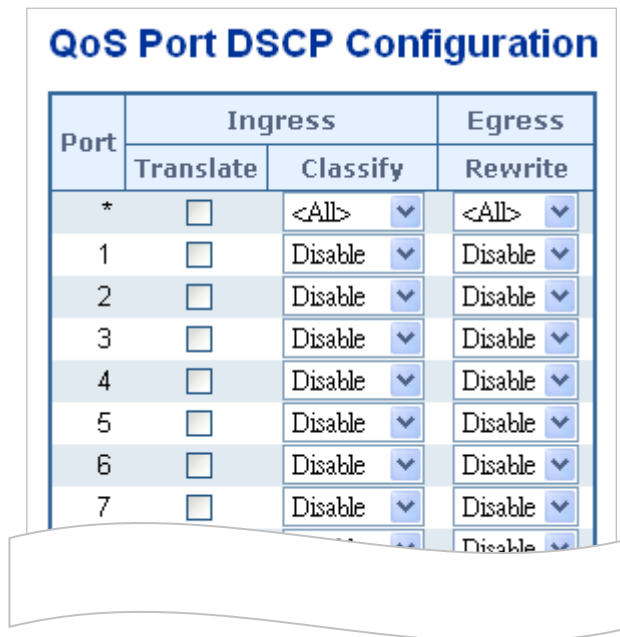 QoS Port DSCP Configuration
Port Ingress Egress
Translate Classify Rewrite
* <All> <All>
1 Disable Disable
2 Disable Disable
3 Disable Disable
4 Disable Disable
5 Disable Disable
6 Disable Disable
7 Disable Disable
Disable